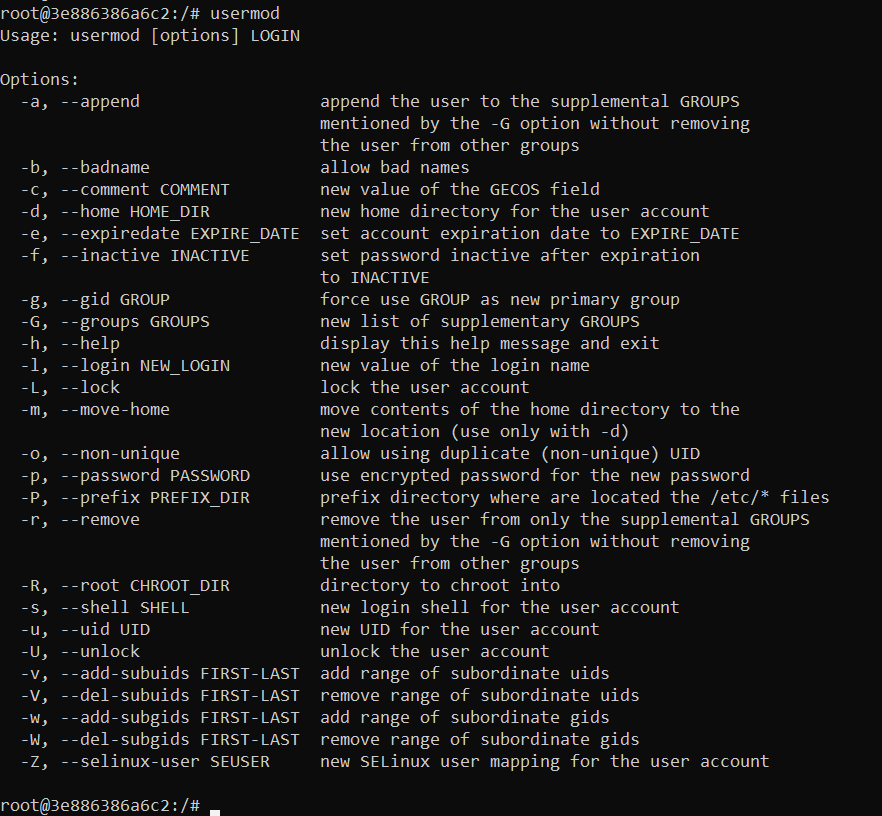 root@3e886386a6c2:/# usermod
Usage: usermod [options] LOGIN

Options:
  -a, --append                  append the user to the supplemental GROUPS
                                mentioned by the -G option without removing
                                the user from other groups
  -b, --badname                 allow bad names
  -c, --comment COMMENT         new value of the GECOS field
  -d, --home HOME_DIR           new home directory for the user account
  -e, --expiredate EXPIRE_DATE  set account expiration date to EXPIRE_DATE
  -f, --inactive INACTIVE       set password inactive after expiration
                                to INACTIVE
  -g, --gid GROUP               force use GROUP as new primary group
  -G, --groups GROUPS           new list of supplementary GROUPS
  -h, --help                    display this help message and exit
  -l, --login NEW_LOGIN         new value of the login name
  -L, --lock                    lock the user account
  -m, --move-home               move contents of the home directory to the
                                new location (use only with -d)
  -o, --non-unique              allow using duplicate (non-unique) UID
  -p, --password PASSWORD       use encrypted password for the new password
  -P, --prefix PREFIX_DIR       prefix directory where are located the /etc/* files
  -r, --remove                  remove the user from only the supplemental GROUPS
                                mentioned by the -G option without removing
                                the user from other groups
  -R, --root CHROOT_DIR         directory to chroot into
  -s, --shell SHELL             new login shell for the user account
  -u, --uid UID                 new UID for the user account
  -U, --unlock                  unlock the user account
  -v, --add-subuids FIRST-LAST  add range of subordinate uids
  -V, --del-subuids FIRST-LAST  remove range of subordinate uids
  -w, --add-subgids FIRST-LAST  add range of subordinate gids
  -W, --del-subgids FIRST-LAST  remove range of subordinate gids
  -Z, --selinux-user SEUSER     new SELinux user mapping for the user account

root@3e886386a6c2:/#